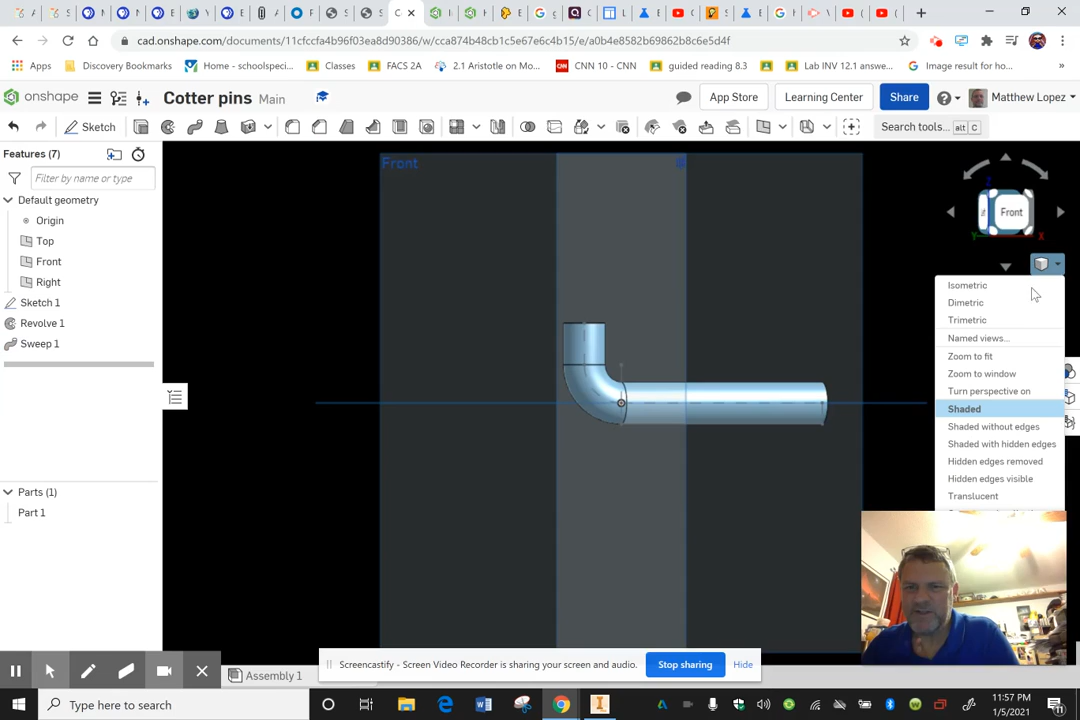 cad.onshape.com/documents/11cfccfa4b96f03ea8d90386/w/cca874b48cb1c5e67e6c4b15/e/a0b4e8582b69862b8c6e5d4f
Apps
Discovery Bookmarks
Home - schoolspeci...
Classes
FACS 2A
2.1 Aristotle on Mo...
CNN 10 - CNN
guided reading 8.3
Lab INV 12.1 answe...
Image result for ho...
onshape
Cotter pins Main
App Store
Learning Center
Share
Matthew Lopez
Sketch
Search tools... alt C
Features (7)
Filter by name or type
Default geometry
Origin
Top
Front
Right
Sketch 1
Revolve 1
Sweep 1
Parts (1)
Part 1
Front
Z
Front
Y
X
Isometric
Dimetric
Trimetric
Named views...
Zoom to fit
Zoom to window
Turn perspective on
Shaded
Shaded without edges
Shaded with hidden edges
Hidden edges removed
Hidden edges visible
Translucent
Assembly 1
Screencastify - Screen Video Recorder is sharing your screen and audio.
Stop sharing
Hide
Type here to search
11:57 PM
1/5/2021